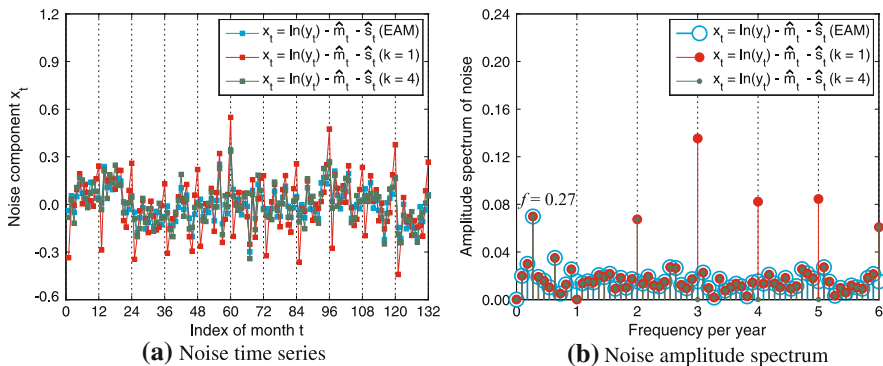 1.2
0.9
0.6
0.3
0.0
-0.3
-0.6
Noise component x_t
x_t = ln(y_t) - m̂_t - ŝ_t (EAM)
x_t = ln(y_t) - m̂_t - ŝ_t (k = 1)
x_t = ln(y_t) - m̂_t - ŝ_t (k = 4)
0 12 24 36 48 60 72 84 96 108 120 132
Index of month t
(a) Noise time series
0.24
0.20
0.16
0.12
0.08
0.04
0.00
Amplitude spectrum of noise
x_t = ln(y_t) - m̂_t - ŝ_t (EAM)
x_t = ln(y_t) - m̂_t - ŝ_t (k = 1)
x_t = ln(y_t) - m̂_t - ŝ_t (k = 4)
f = 0.27
0 1 2 3 4 5 6
Frequency per year
(b) Noise amplitude spectrum